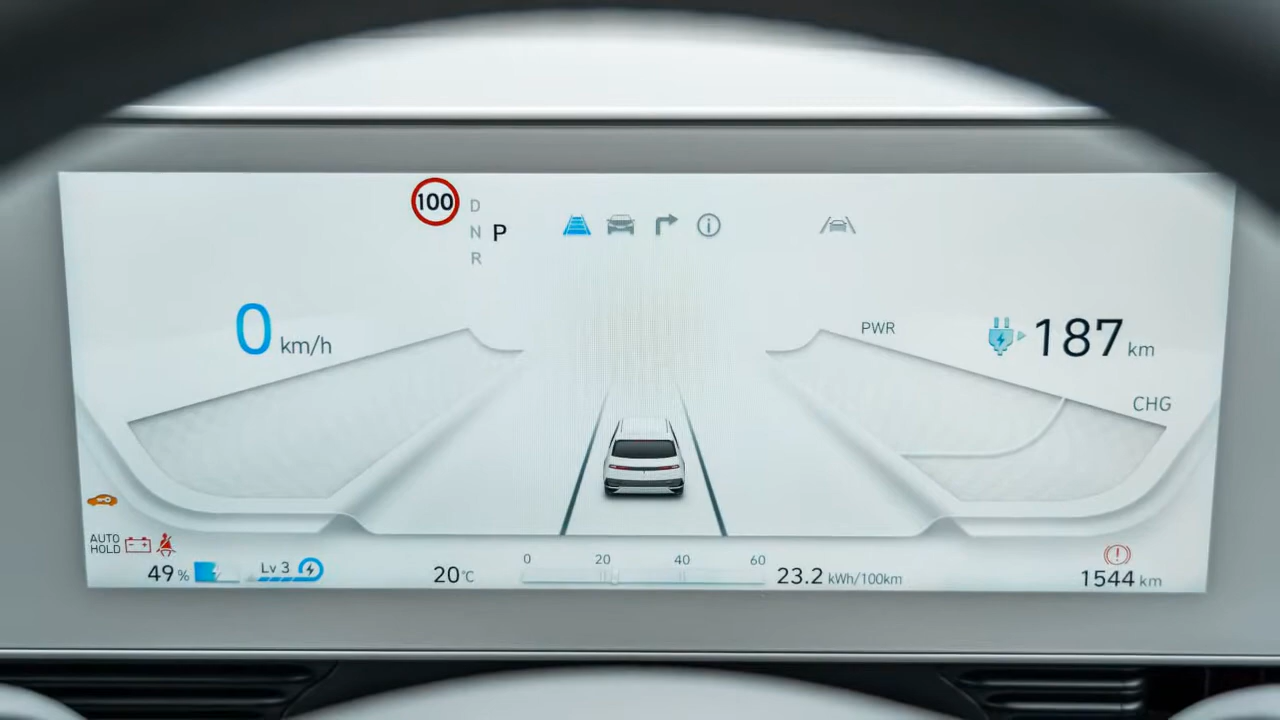 100
D
N P
R
0 km/h
PWR
187 km
CHG
AUTO
HOLD
49%
Lv 3
20°C
0 20 40 60
23.2 kWh/100km
1544 km